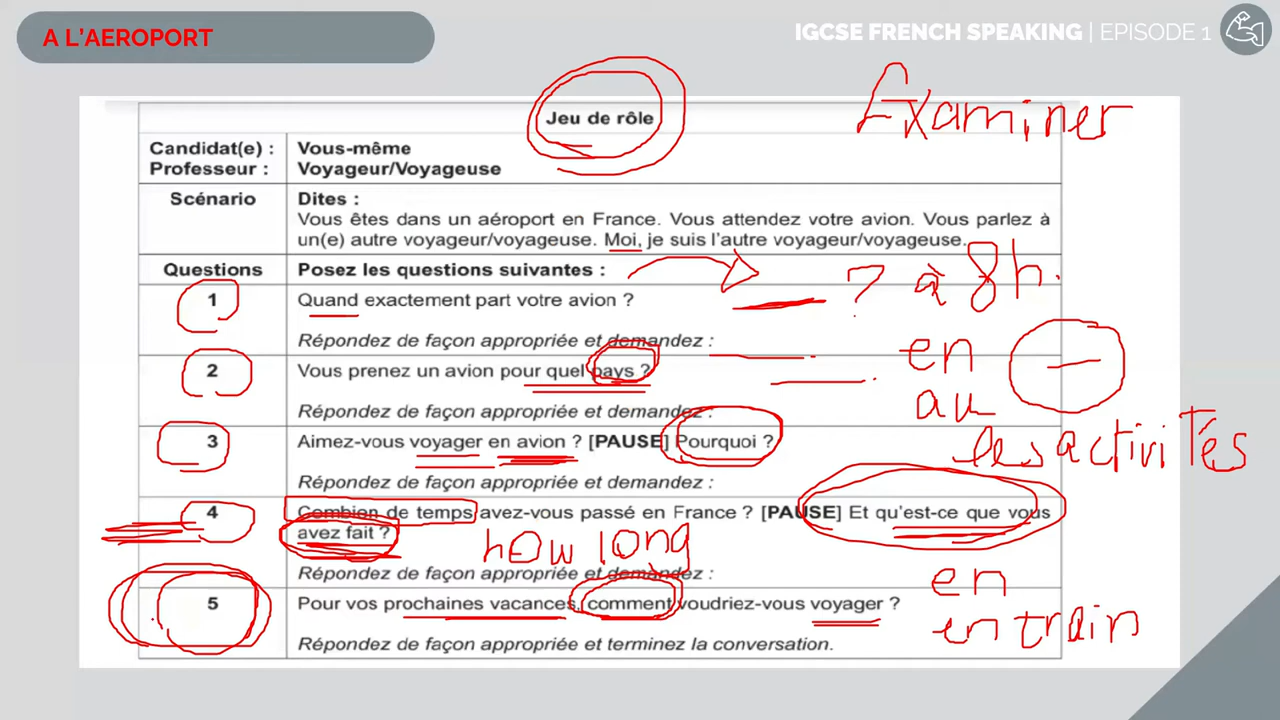 A L'AEROPORT
IGCSE FRENCH SPEAKING | EPISODE 1
Examiner
Jeu de rôle
Candidat(e) : Vous-même
Professeur : Voyageur/Voyageuse
Scénario
Dites :
Vous êtes dans un aéroport en France. Vous attendez votre avion. Vous parlez à
un(e) autre voyageur/voyageuse. Moi, je suis l'autre voyageur/voyageuse.
Questions
Posez les questions suivantes :
1 Quand exactement part votre avion ?
? à 8h.
Répondez de façon appropriée et demandez :
2 Vous prenez un avion pour quel pays ?
en
au
Répondez de façon appropriée et demandez :
3 Aimez-vous voyager en avion ? [PAUSE] Pourquoi ?
les activités
Répondez de façon appropriée et demandez :
4 Combien de temps avez-vous passé en France ? [PAUSE] Et qu'est-ce que vous
avez fait ?
how long
Répondez de façon appropriée et demandez :
en
5 Pour vos prochaines vacances, comment voudriez-vous voyager ?
en train
Répondez de façon appropriée et terminez la conversation.